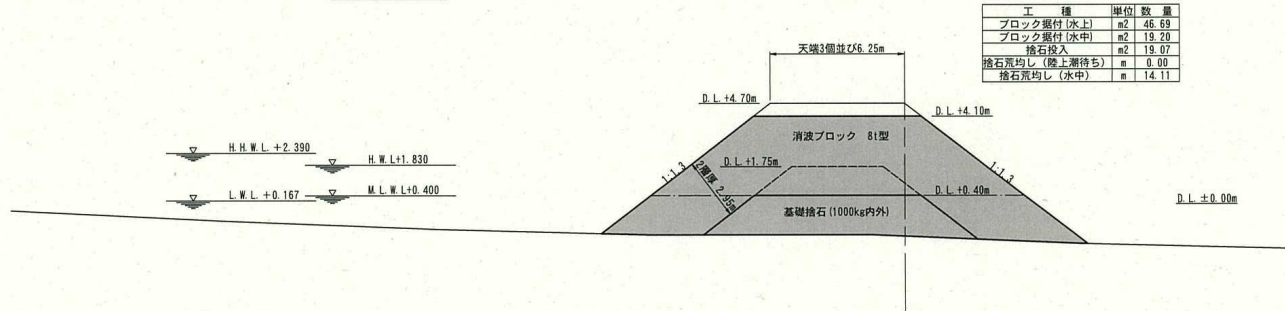 工 種 単位 数 量
ブロック据付(水上) m2 46.69
ブロック据付(水中) m2 19.20
捨石投入 m2 19.07
捨石荒均し(陸上潮待ち) m 0.00
捨石荒均し(水中) m 14.11
天端3個並び6.25m
D.L.+4.70m
D.L.+4.10m
消波ブロック 8t型
H.H.W.L.+2.390
H.W.L+1.830
D.L.+1.75m
1:1.3
1:1.3
2層厚 2.95m
L.W.L.+0.167
M.L.W.L+0.400
D.L.+0.40m
D.L.±0.00m
基礎捨石(1000kg内外)